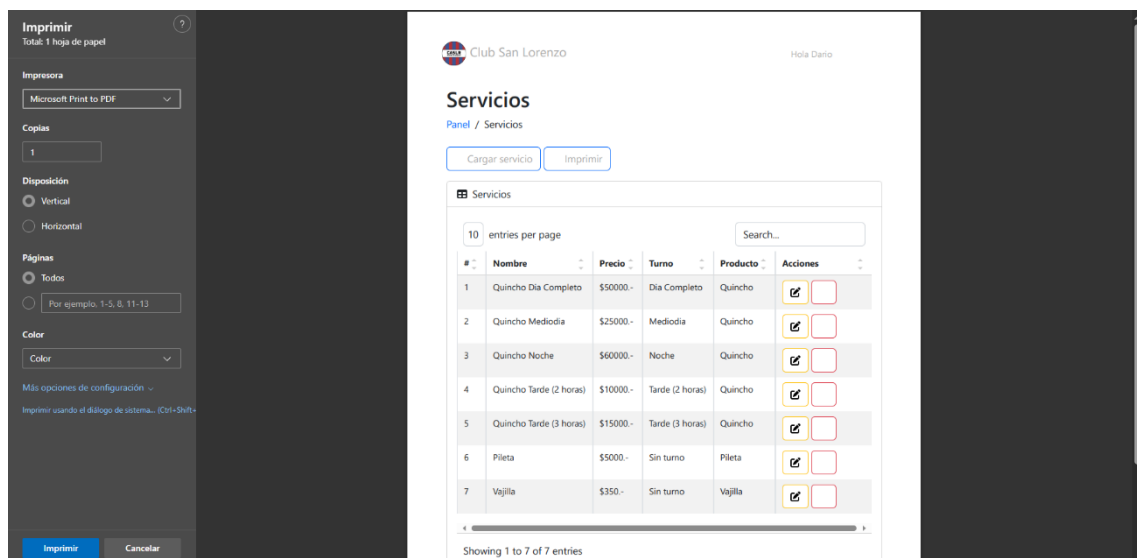 Imprimir
?
Total: 1 hoja de papel
Impresora
Microsoft Print to PDF
Copias
1
Disposición
Vertical
Horizontal
Páginas
Todos
Por ejemplo. 1-5, 8, 11-13
Color
Color
Más opciones de configuración
Imprimir usando el diálogo de sistema... (Ctrl+Shift+
Imprimir Cancelar
CASLA Club San Lorenzo Hola Dario
Servicios
Panel / Servicios
Cargar servicio Imprimir
Servicios
10 entries per page Search...
# Nombre Precio Turno Producto Acciones
1 Quincho Dia Completo $50000.- Dia Completo Quincho
2 Quincho Mediodia $25000.- Mediodia Quincho
3 Quincho Noche $60000.- Noche Quincho
4 Quincho Tarde (2 horas) $10000.- Tarde (2 horas) Quincho
5 Quincho Tarde (3 horas) $15000.- Tarde (3 horas) Quincho
6 Pileta $5000.- Sin turno Pileta
7 Vajilla $350.- Sin turno Vajilla
Showing 1 to 7 of 7 entries